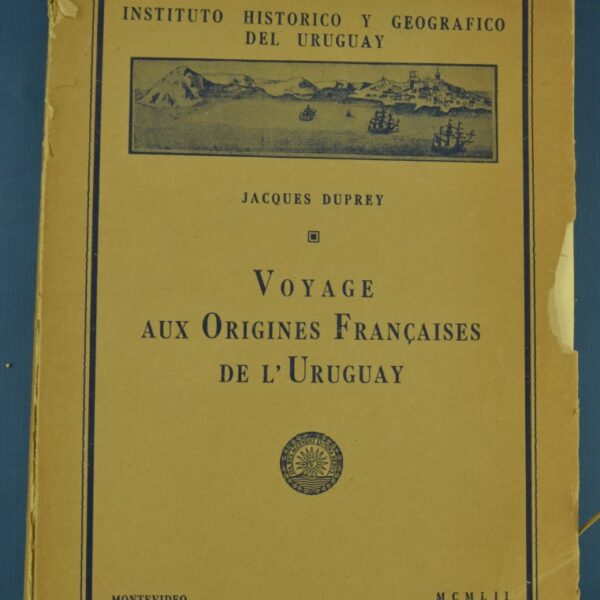 INSTITUTO HISTORICO Y GEOGRAFICO
DEL URUGUAY
JACQUES DUPREY
VOYAGE
AUX ORIGINES FRANÇAISES
DE L'URUGUAY
MONTEVIDEO
MCMLII